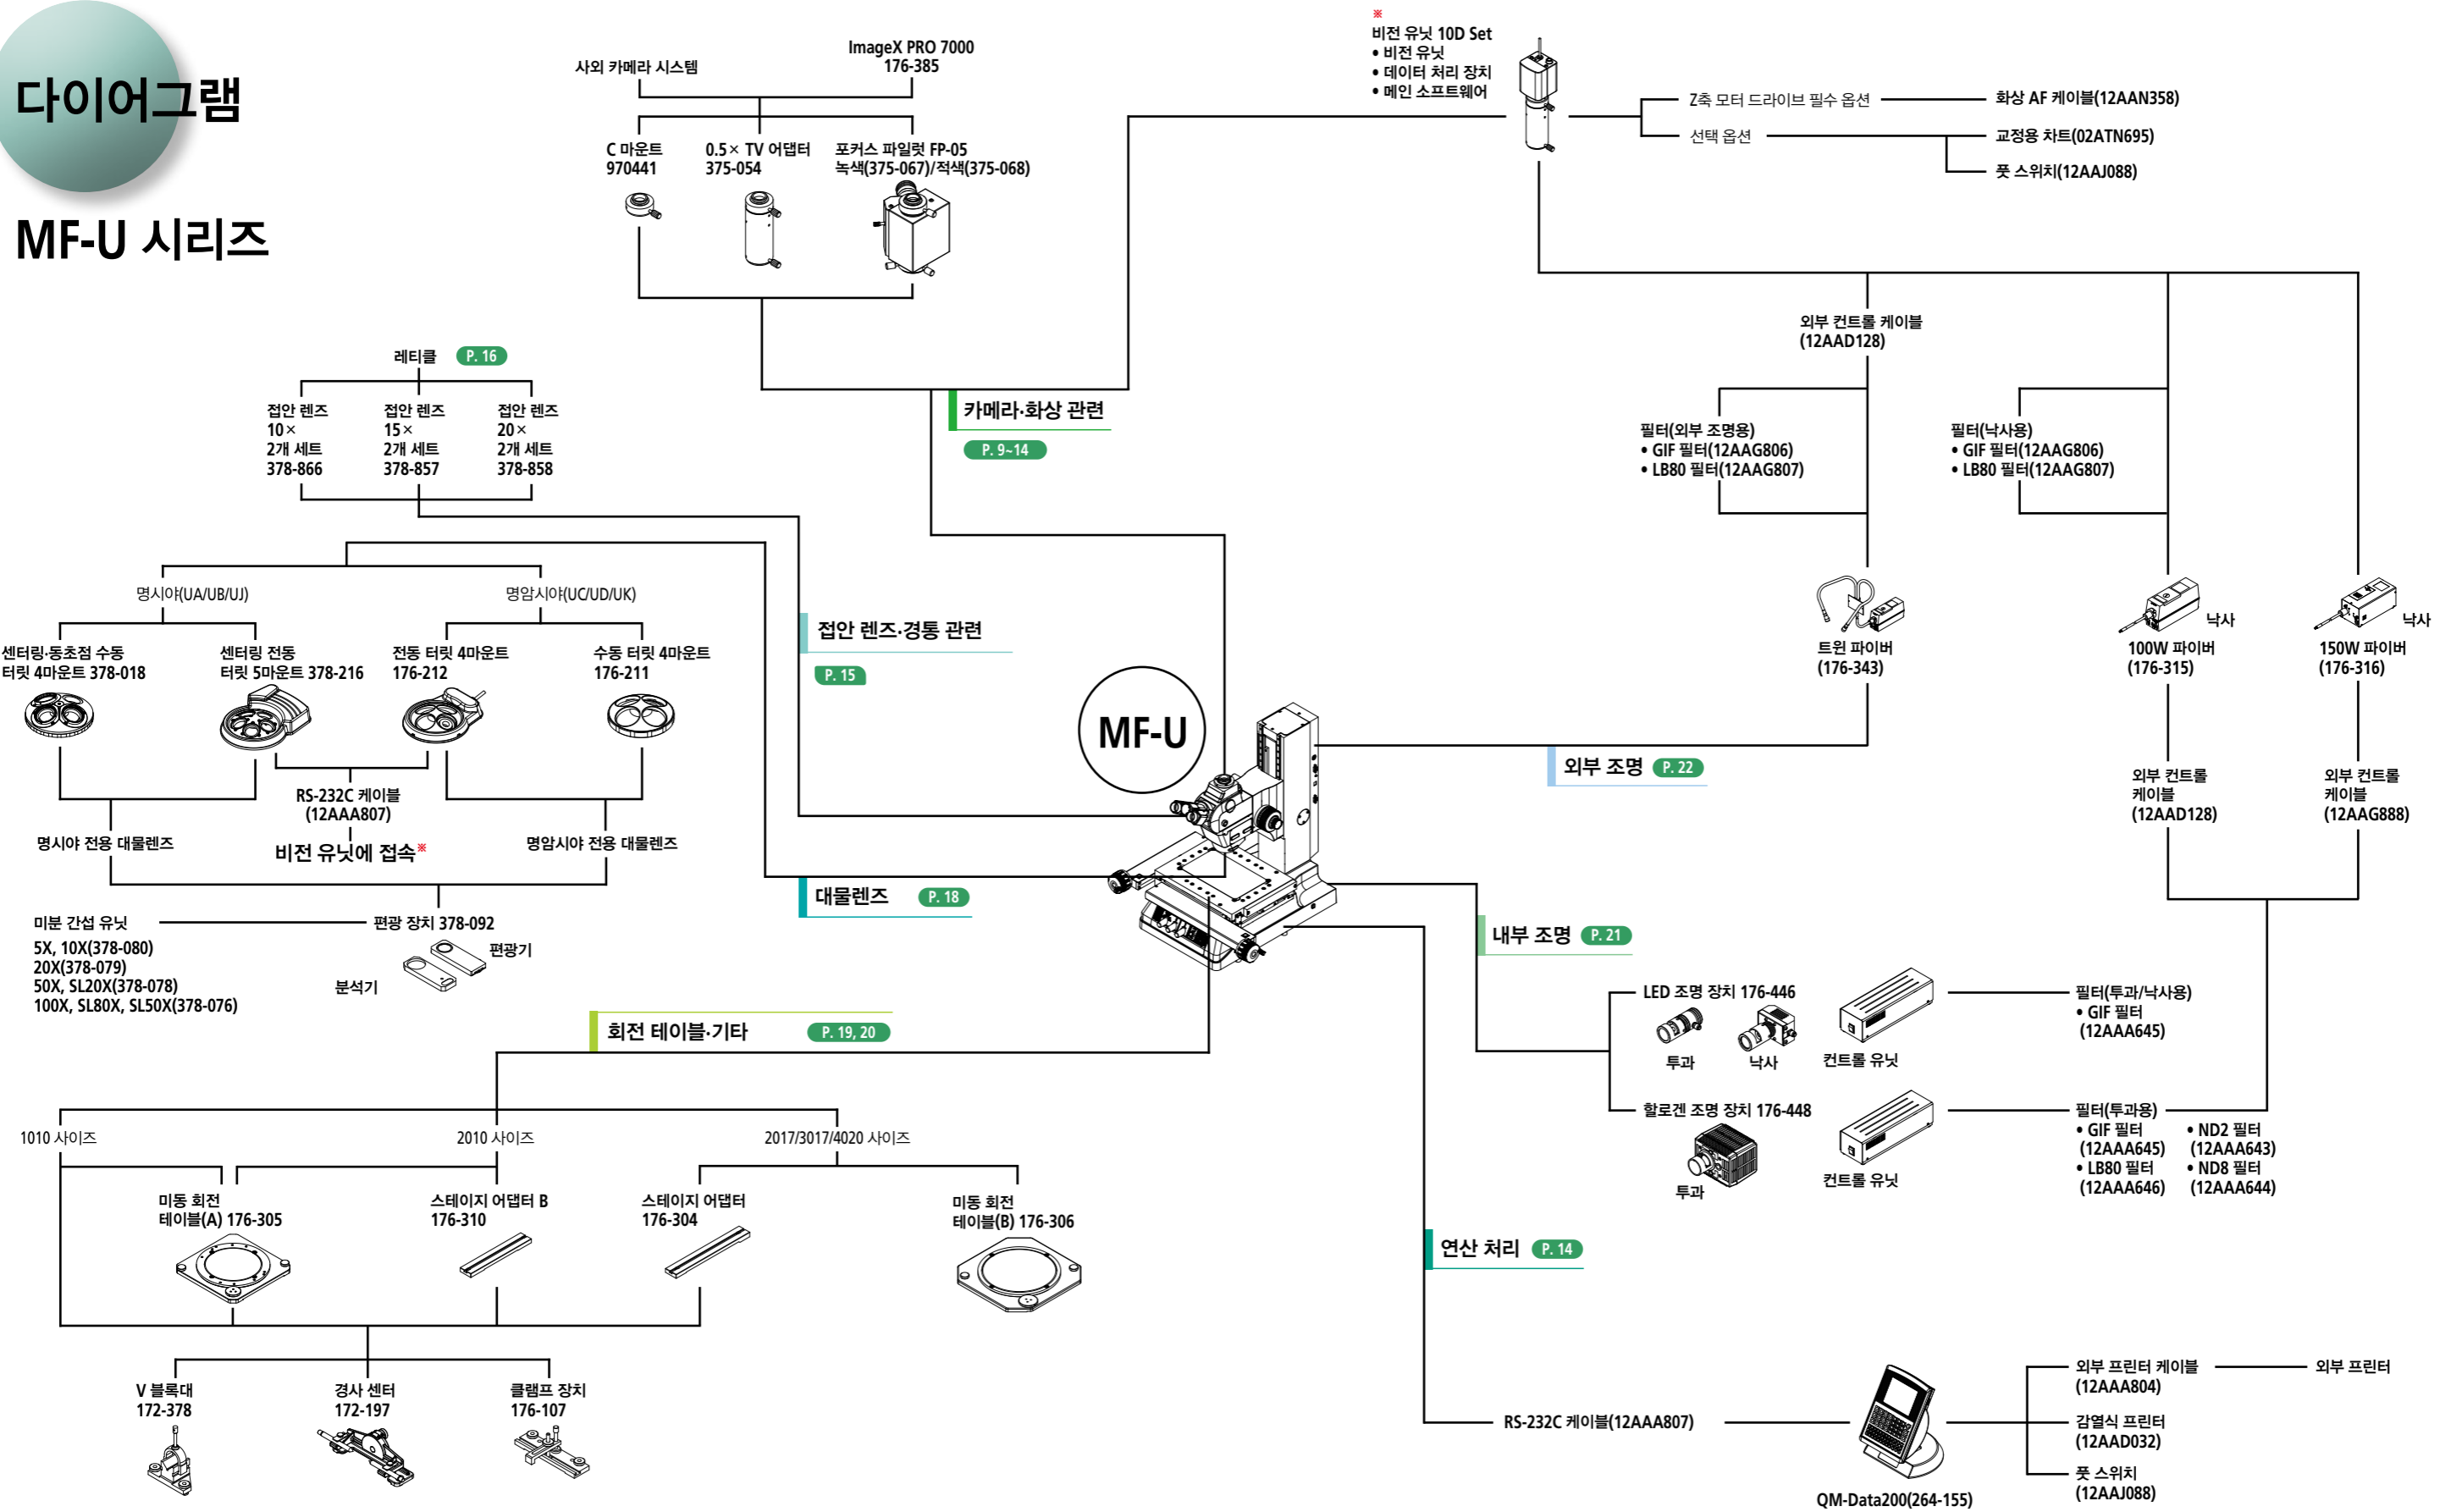 다이어그램
MF-U 시리즈
사외 카메라 시스템
ImageX PRO 7000
176-385
C 마운트
970441
0.5× TV 어댑터
375-054
포커스 파일럿 FP-05
녹색(375-067)/적색(375-068)
※
비전 유닛 10D Set
• 비전 유닛
• 데이터 처리 장치
• 메인 소프트웨어
Z축 모터 드라이브 필수 옵션
화상 AF 케이블(12AAN358)
선택 옵션
교정용 차트(02ATN695)
풋 스위치(12AAJ088)
레티클 P. 16
접안 렌즈
10×
2개 세트
378-866
접안 렌즈
15×
2개 세트
378-857
접안 렌즈
20×
2개 세트
378-858
카메라·화상 관련
P. 9~14
외부 컨트롤 케이블
(12AAD128)
필터(외부 조명용)
• GIF 필터(12AAG806)
• LB80 필터(12AAG807)
필터(낙사용)
• GIF 필터(12AAG806)
• LB80 필터(12AAG807)
명시야(UA/UB/UJ)
명암시야(UC/UD/UK)
센터링·동초점 수동
터릿 4마운트 378-018
센터링 전동
터릿 5마운트 378-216
전동 터릿 4마운트
176-212
수동 터릿 4마운트
176-211
접안 렌즈·경통 관련
P. 15
MF-U
트윈 파이버
(176-343)
낙사
100W 파이버
(176-315)
낙사
150W 파이버
(176-316)
외부 조명 P. 22
외부 컨트롤
케이블
(12AAD128)
외부 컨트롤
케이블
(12AAG888)
RS-232C 케이블
(12AAA807)
명시야 전용 대물렌즈
비전 유닛에 접속※
명암시야 전용 대물렌즈
대물렌즈 P. 18
미분 간섭 유닛
5X, 10X(378-080)
20X(378-079)
50X, SL20X(378-078)
100X, SL80X, SL50X(378-076)
편광 장치 378-092
편광기
분석기
내부 조명 P. 21
LED 조명 장치 176-446
투과
낙사
컨트롤 유닛
필터(투과/낙사용)
• GIF 필터
(12AAA645)
할로겐 조명 장치 176-448
투과
컨트롤 유닛
필터(투과용)
• GIF 필터
(12AAA645)
• LB80 필터
(12AAA646)
• ND2 필터
(12AAA643)
• ND8 필터
(12AAA644)
회전 테이블·기타 P. 19, 20
1010 사이즈
2010 사이즈
2017/3017/4020 사이즈
미동 회전
테이블(A) 176-305
스테이지 어댑터 B
176-310
스테이지 어댑터
176-304
미동 회전
테이블(B) 176-306
연산 처리 P. 14
V 블록대
172-378
경사 센터
172-197
클램프 장치
176-107
RS-232C 케이블(12AAA807)
QM-Data200(264-155)
외부 프린터 케이블
(12AAA804)
외부 프린터
감열식 프린터
(12AAD032)
풋 스위치
(12AAJ088)